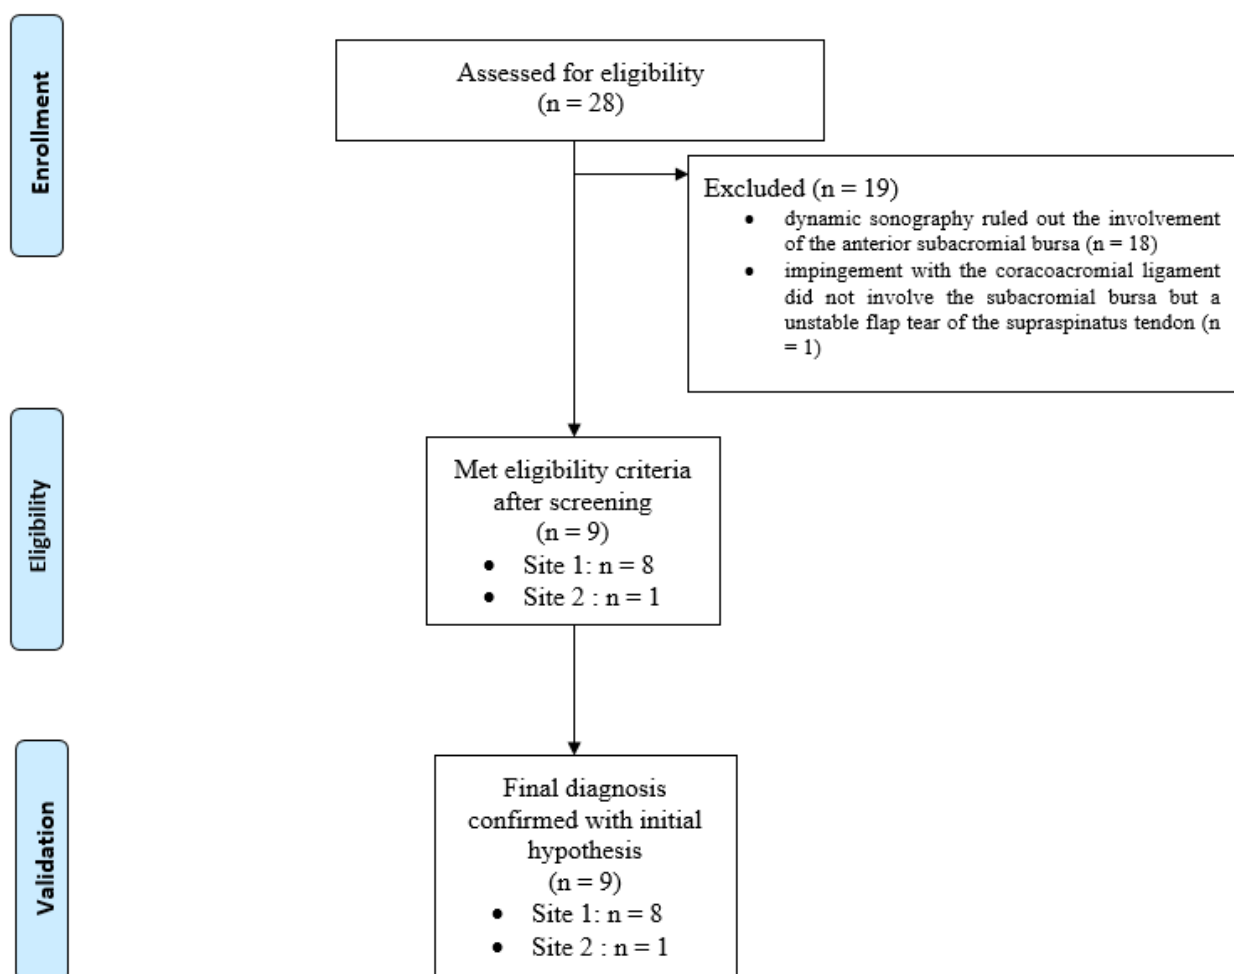 Enrollment
Assessed for eligibility
(n = 28)
Excluded (n = 19)
• dynamic sonography ruled out the involvement
of the anterior subacromial bursa (n = 18)
• impingement with the coracoacromial ligament
did not involve the subacromial bursa but a
unstable flap tear of the supraspinatus tendon (n
= 1)
Eligibility
Met eligibility criteria
after screening
(n = 9)
• Site 1: n = 8
• Site 2 : n = 1
Validation
Final diagnosis
confirmed with initial
hypothesis
(n = 9)
• Site 1: n = 8
• Site 2 : n = 1